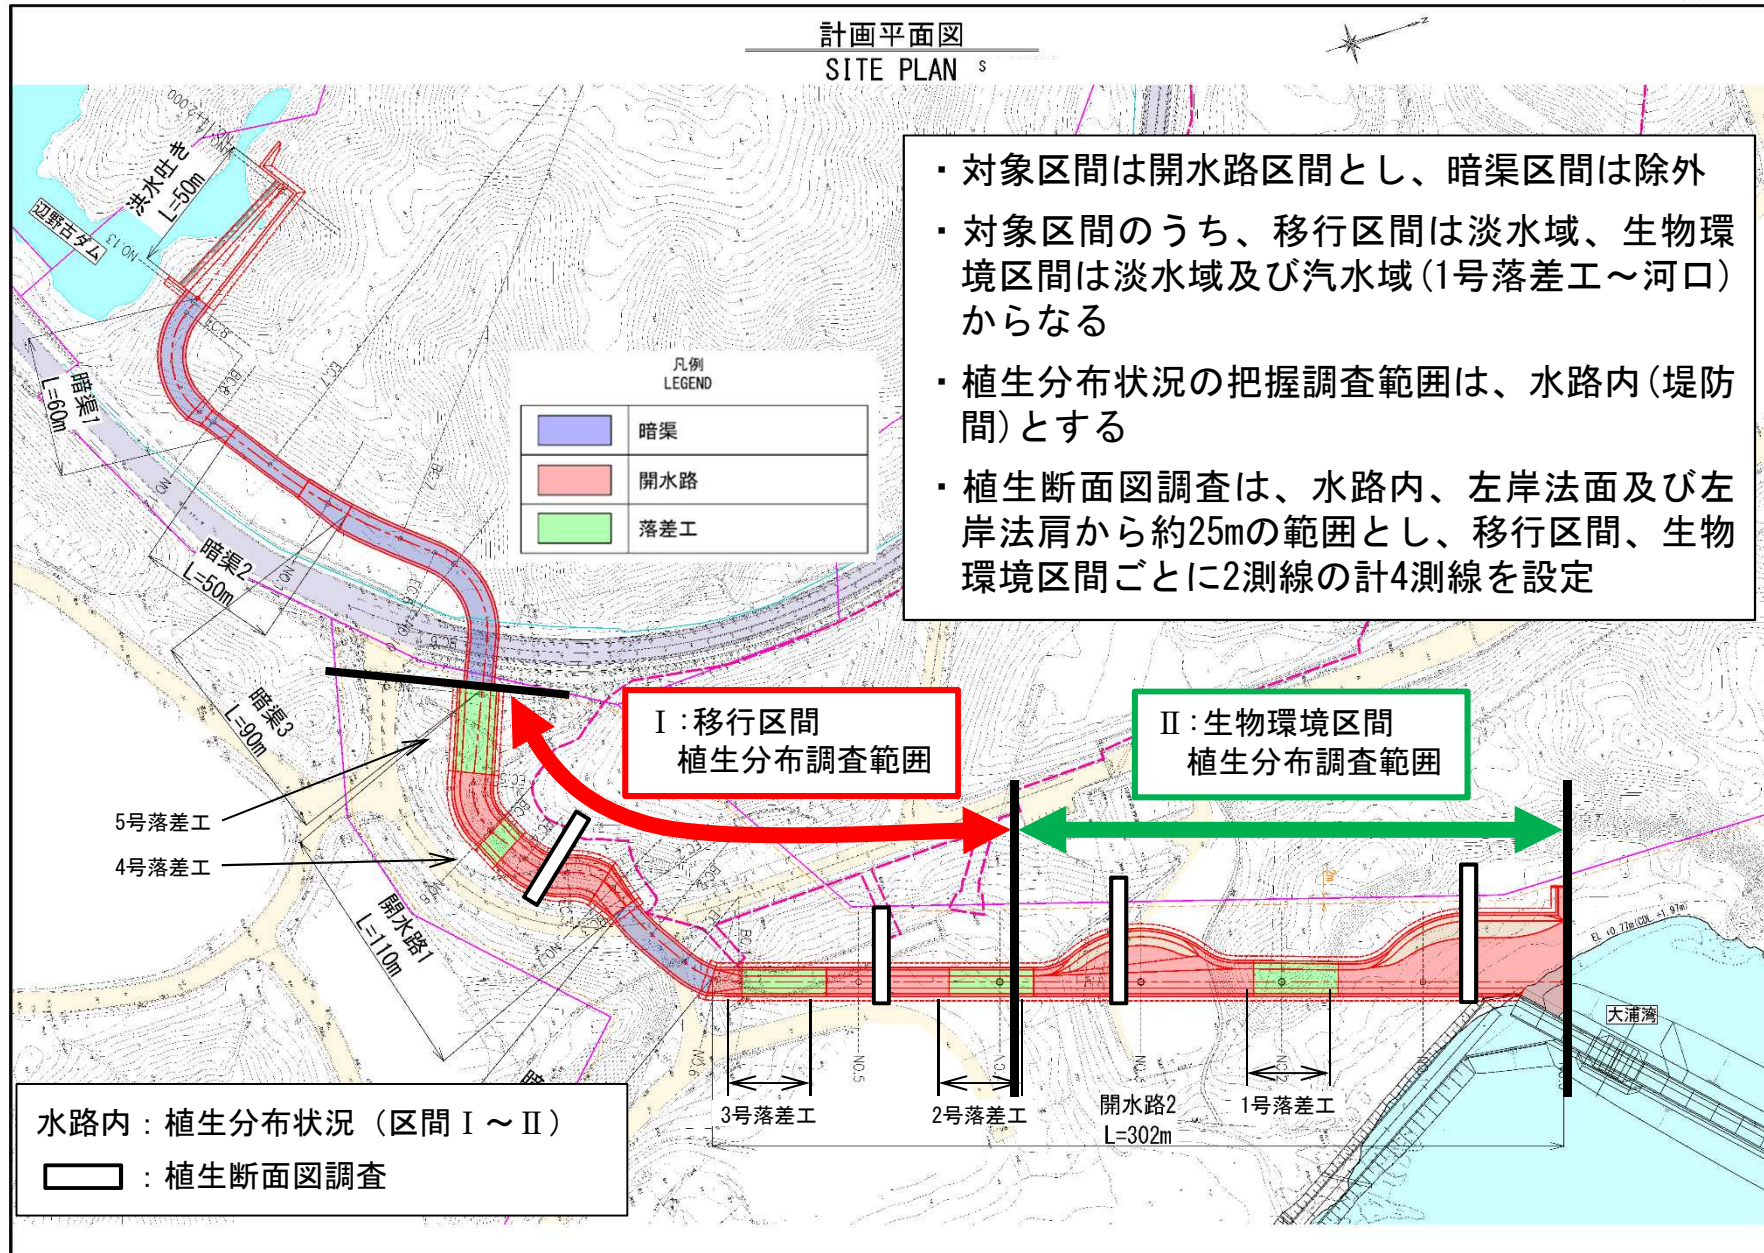 計画平面図
SITE PLAN S
N
・対象区間は開水路区間とし、暗渠区間は除外
・対象区間のうち、移行区間は淡水域、生物環
境区間は淡水域及び汽水域(1号落差工～河口)
からなる
・植生分布状況の把握調査範囲は、水路内(堤防
間)とする
・植生断面図調査は、水路内、左岸法面及び左
岸法肩から約25mの範囲とし、移行区間、生物
環境区間ごとに2測線の計4測線を設定
洪水吐き
L=50m
辺野古ダム
NO.13
凡例
LEGEND
暗渠
開水路
落差工
暗渠1
L=60m
暗渠2
L=50m
暗渠3
L=90m
Ⅰ:移行区間
植生分布調査範囲
Ⅱ:生物環境区間
植生分布調査範囲
5号落差工
4号落差工
開水路1
L=110m
EL +0.77m(CDL +1.97m)
大浦湾
NO.6
NO.5
3号落差工
2号落差工
開水路2
L=302m
1号落差工
水路内：植生分布状況（区間Ⅰ～Ⅱ）
：植生断面図調査